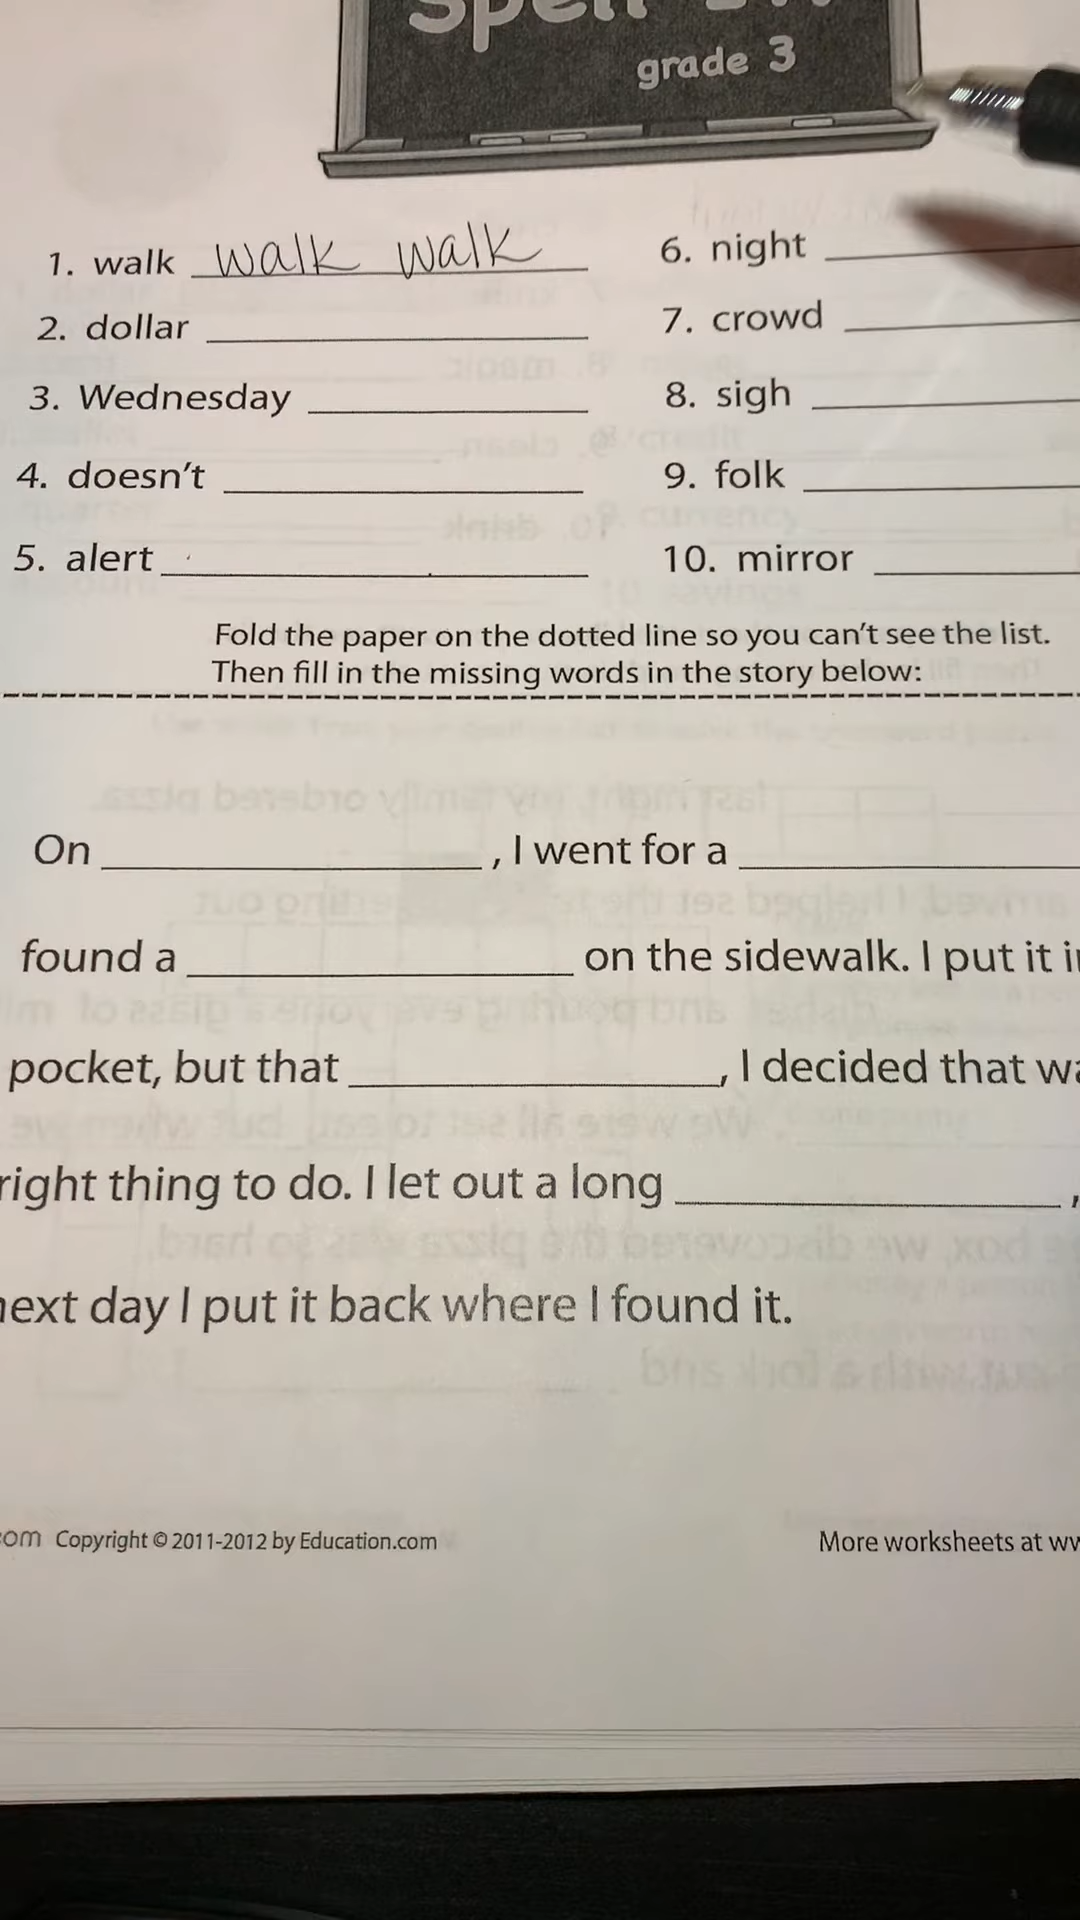 grade 3
1. walk walk walk 6. night
2. dollar 7. crowd
3. Wednesday 8. sigh
4. doesn't 9. folk
5. alert 10. mirror
Fold the paper on the dotted line so you can't see the list.
Then fill in the missing words in the story below:
On , I went for a
found a on the sidewalk. I put it
pocket, but that , I decided that
right thing to do. I let out a long ,
next day I put it back where I found it.
com Copyright © 2011-2012 by Education.com More worksheets at